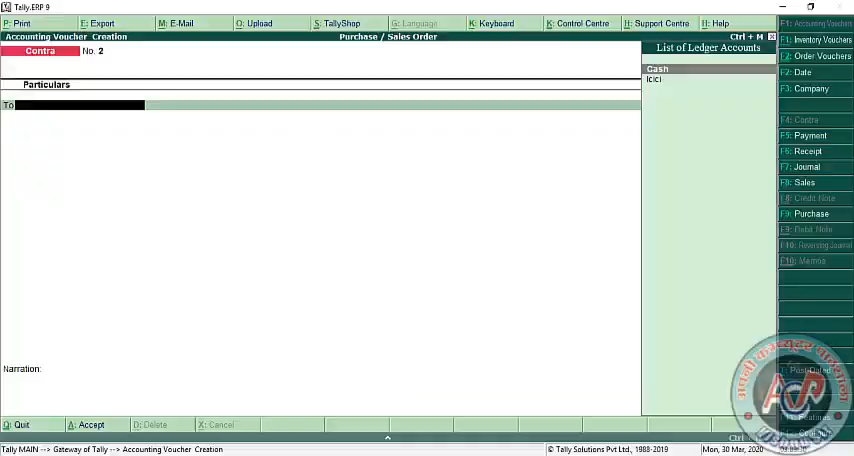 Tally.ERP 9
P: Print E: Export M: E-Mail O: Upload S: TallyShop G: Language K: Keyboard K: Control Centre H: Support Centre H: Help
Accounting Voucher Creation Purchase / Sales Order Ctrl + M
Contra No. 2
List of Ledger Accounts
Particulars
Cash
Icici
To
F1: Accounting Vouchers
F1: Inventory Vouchers
F2: Order Vouchers
F2: Date
F3: Company
F4: Contra
F5: Payment
F6: Receipt
F7: Journal
F8: Sales
F8: Credit Note
F9: Purchase
F9: Debit Note
F10: Reversing Journal
F10: Memos
Narration:
T: Post-Dated
Q: Quit A: Accept D: Delete X: Cancel
Tally MAIN --> Gateway of Tally --> Accounting Voucher Creation © Tally Solutions Pvt Ltd., 1988-2019 Mon, 30 Mar, 2020